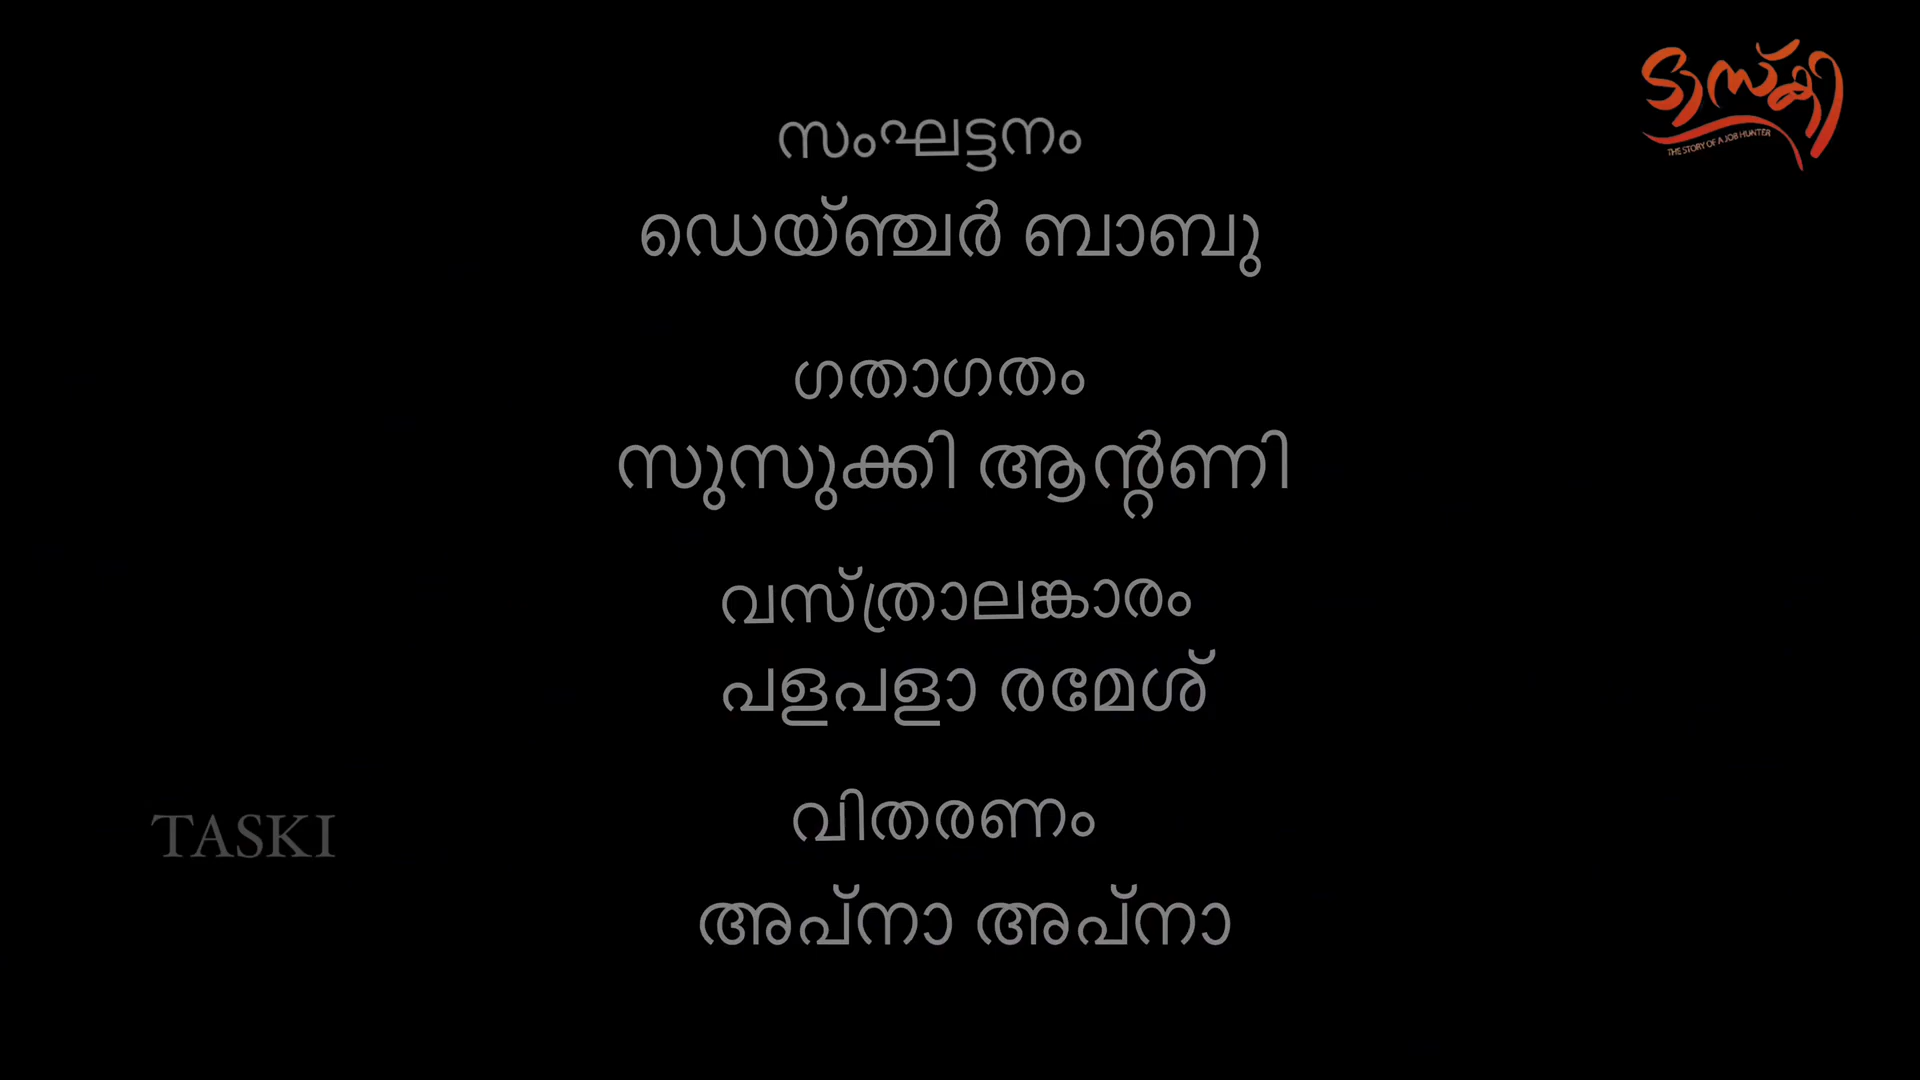 ടാസ്കി
THE STORY OF A JOB HUNTER
സംഘട്ടനം
ഡെയ്ഞ്ചർ ബാബു
ഗതാഗതം
സുസുക്കി ആന്റണി
വസ്ത്രാലങ്കാരം
പളപളാ രമേശ്
വിതരണം
അപ്നാ അപ്നാ
TASKI